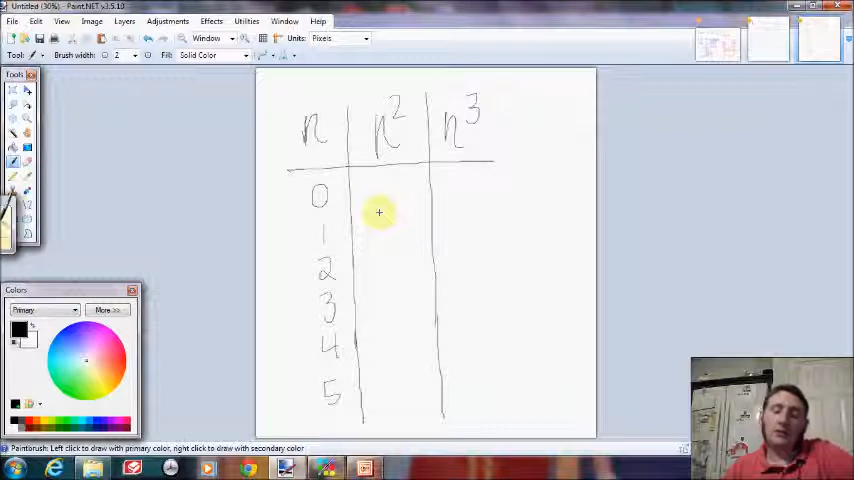 Untitled (30%) - Paint.NET v3.5.10
File Edit View Image Layers Adjustments Effects Utilities Window Help
Window Units: Pixels
Tool: Brush width: 2 Fill: Solid Color
Tools
n n² n³
0
1
2
3
4
5
Colors
Primary More >>
Paintbrush: Left click to draw with primary color, right click to draw with secondary color